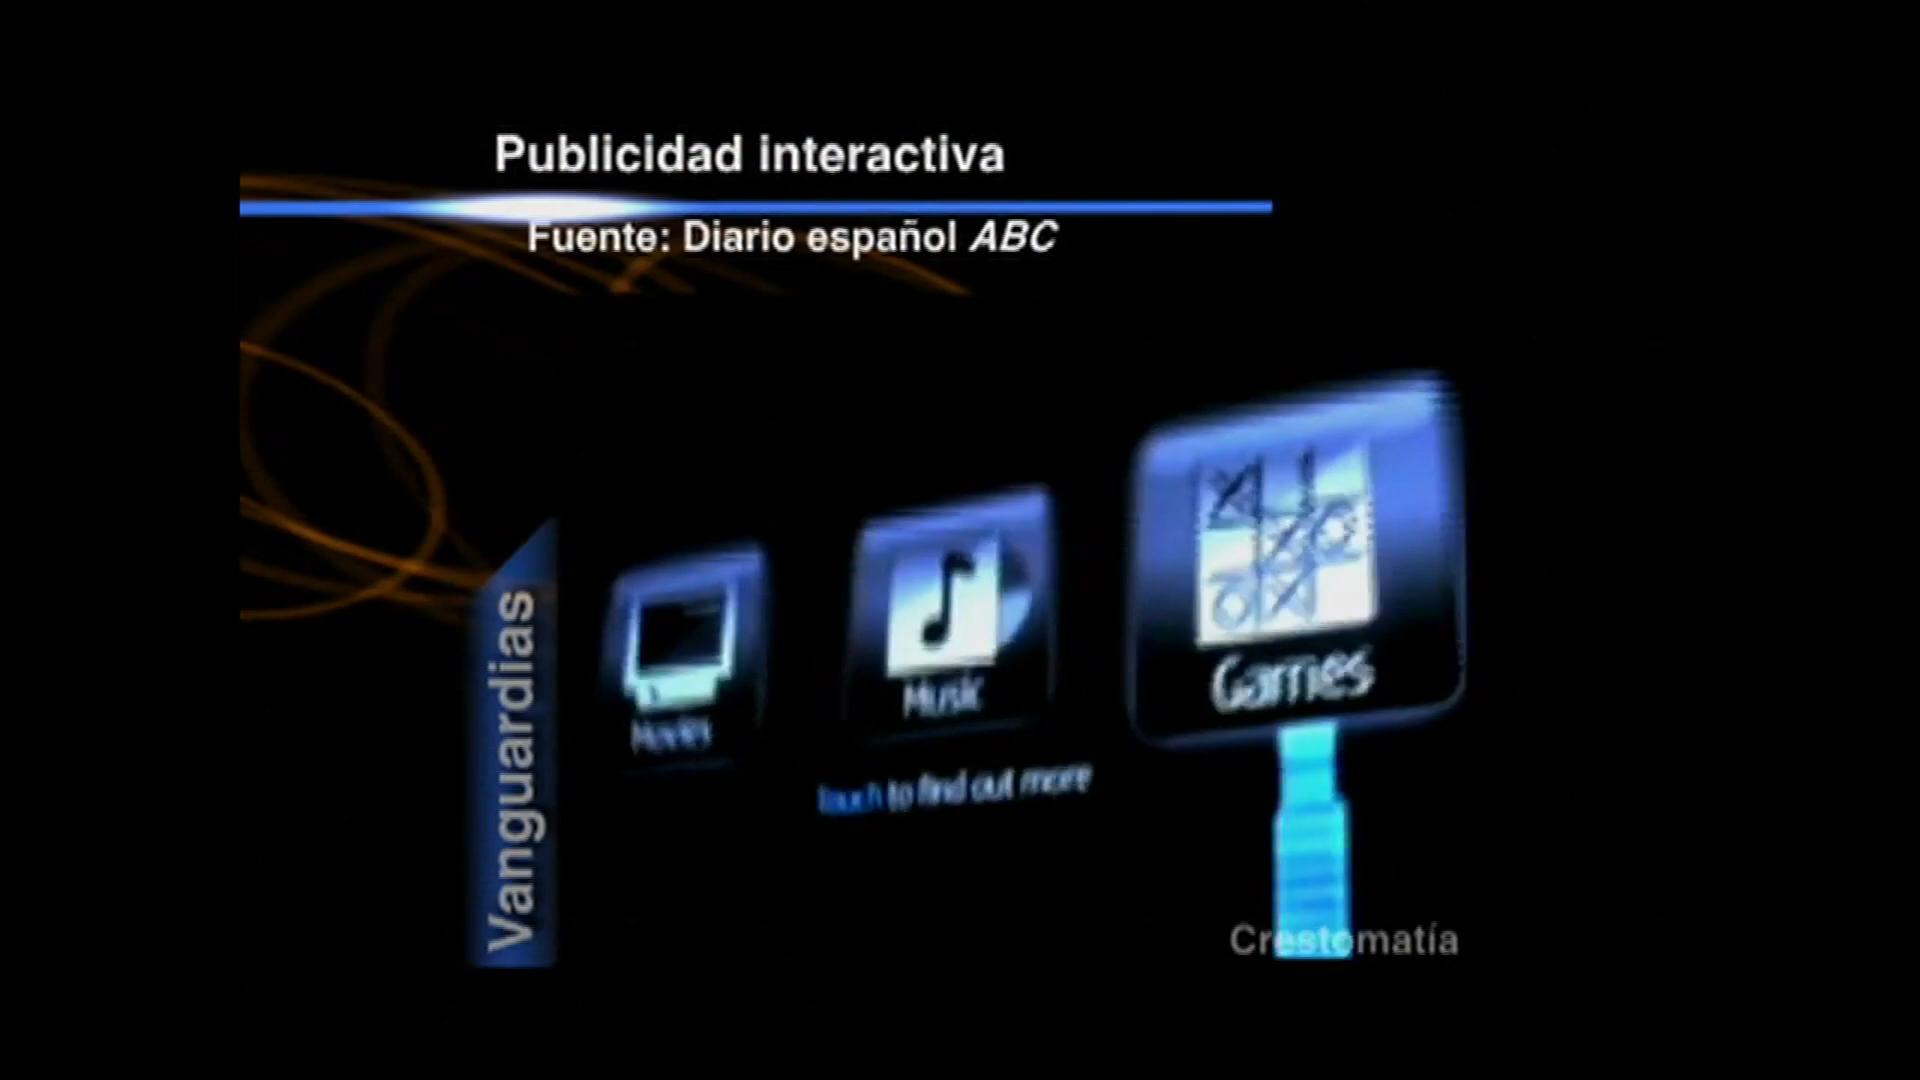 Publicidad interactiva
Fuente: Diario español ABC
Vanguardias
Movies
Music
Games
Touch to find out more
Crestomatía